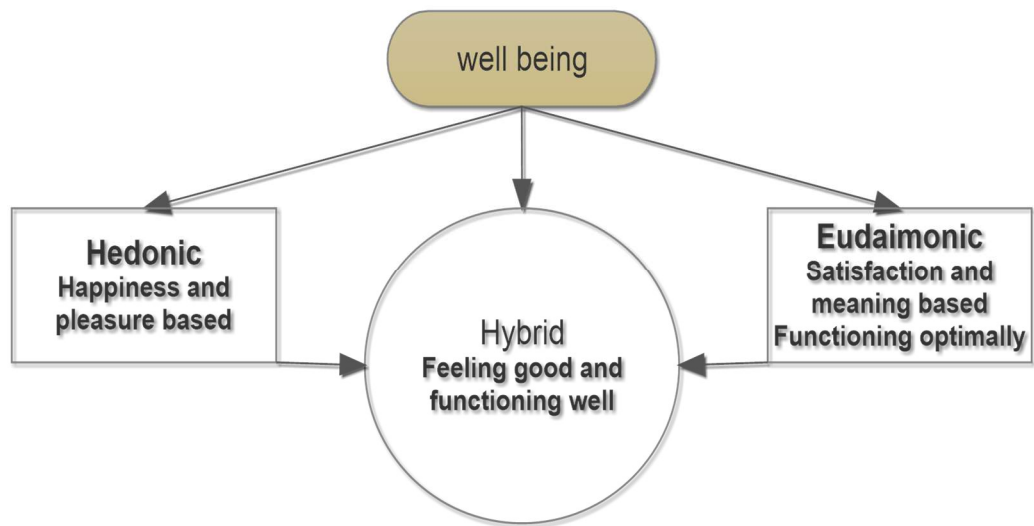 well being
Hedonic
Happiness and
pleasure based
Hybrid
Feeling good and
functioning well
Eudaimonic
Satisfaction and
meaning based
Functioning optimally